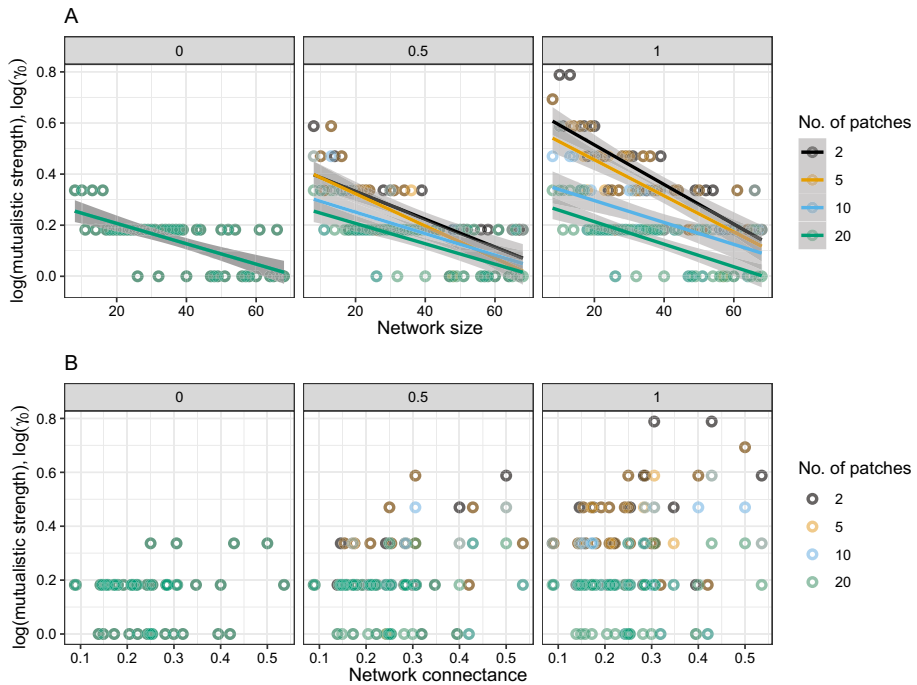 A
0
0.5
1
log(mutualistic strength), log(γ₀)
0.8
0.6
0.4
0.2
0.0
20 40 60
20 40 60
20 40 60
Network size
No. of patches
2
5
10
20
B
0
0.5
1
log(mutualistic strength), log(γ₀)
0.8
0.6
0.4
0.2
0.0
0.1 0.2 0.3 0.4 0.5
0.1 0.2 0.3 0.4 0.5
0.1 0.2 0.3 0.4 0.5
Network connectance
No. of patches
2
5
10
20